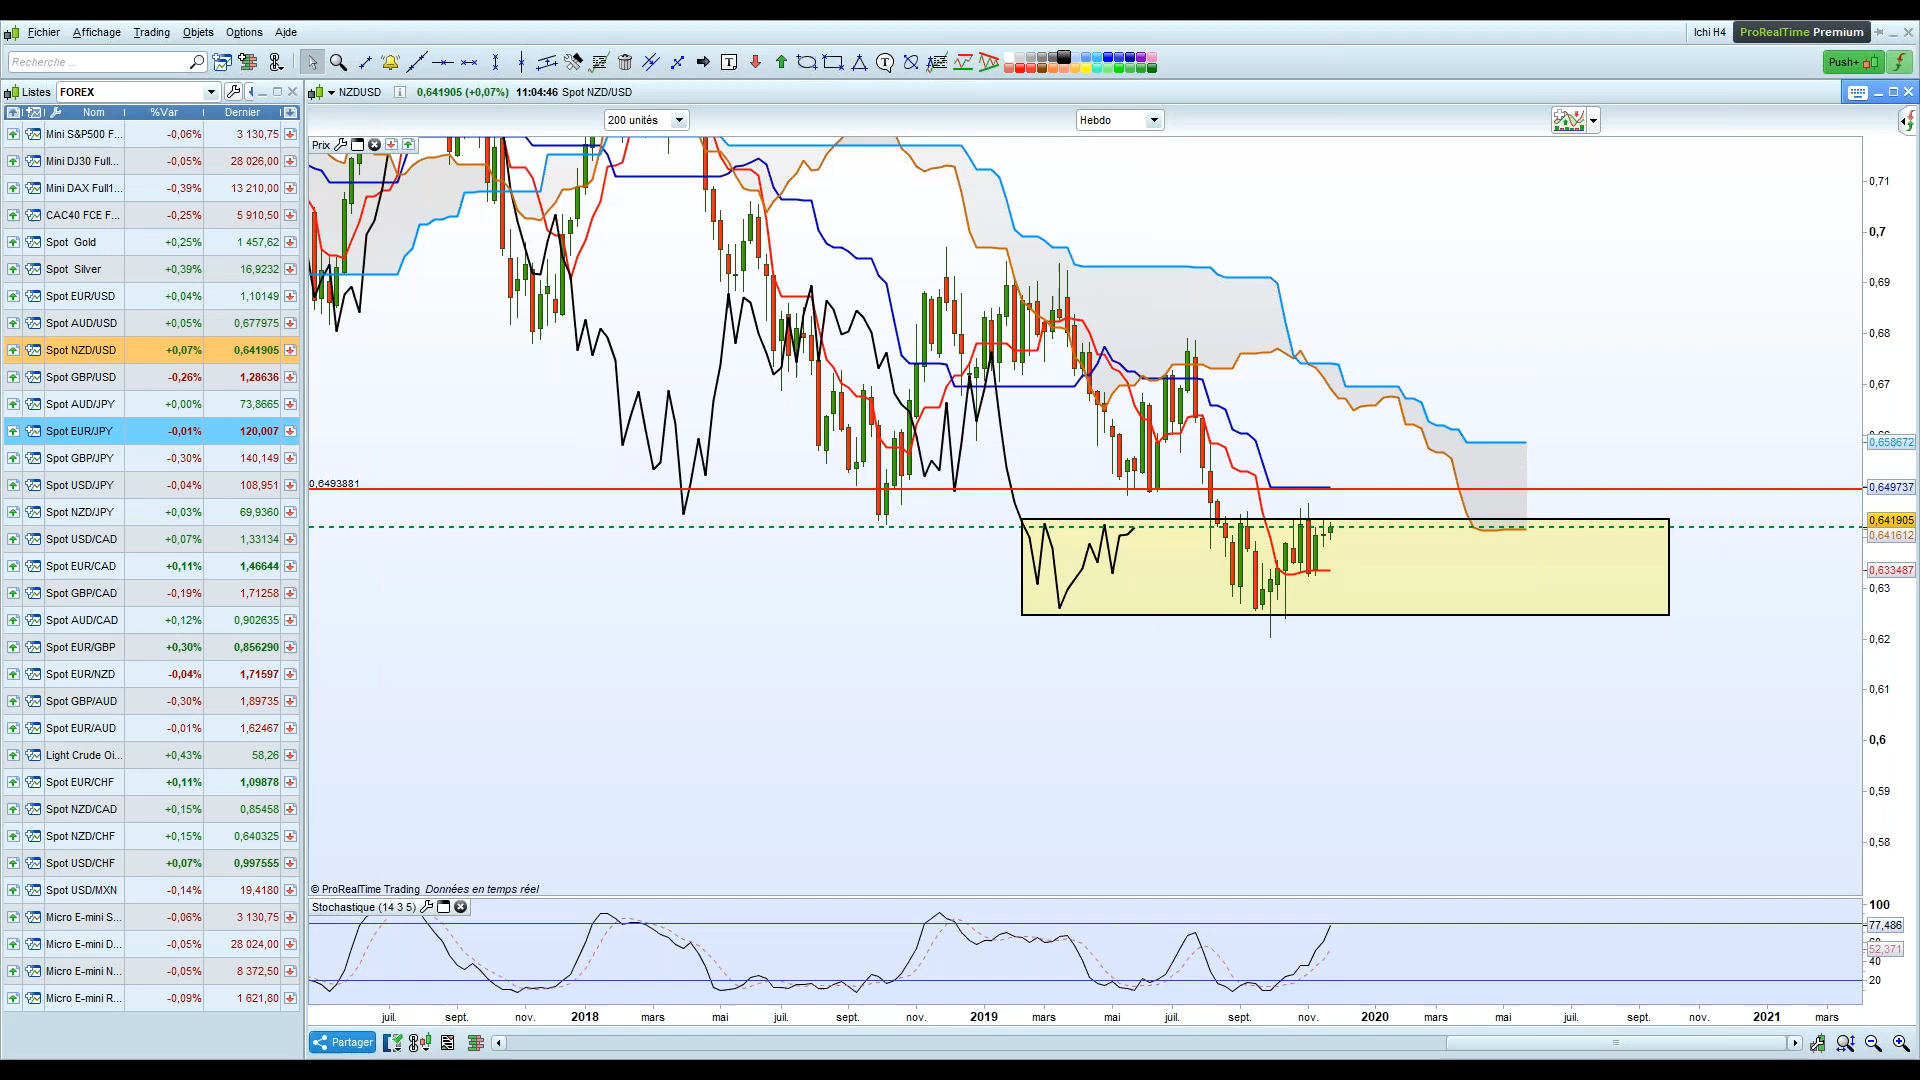 Fichier Affichage Trading Objets Options Aide Ichi H4 ProRealTime Premium
Recherche ... Push+
Listes FOREX NZDUSD 0,641905 (+0,07%) 11:04:46 Spot NZD/USD
Nom %Var Dernier
200 unités Hebdo
Prix
Mini S&P500 F... -0,06% 3 130,75
Mini DJ30 Full... -0,05% 28 026,00
Mini DAX Full1... -0,39% 13 210,00
CAC40 FCE F... -0,25% 5 910,50
Spot Gold +0,25% 1 457,62
Spot Silver +0,39% 16,9232
Spot EUR/USD +0,04% 1,10149
Spot AUD/USD +0,05% 0,677975
Spot NZD/USD +0,07% 0,641905
Spot GBP/USD -0,26% 1,28636
Spot AUD/JPY +0,00% 73,8665
Spot EUR/JPY -0,01% 120,007
Spot GBP/JPY -0,30% 140,149
Spot USD/JPY -0,04% 108,951
Spot NZD/JPY +0,03% 69,9360
Spot USD/CAD +0,07% 1,33134
Spot EUR/CAD +0,11% 1,46644
Spot GBP/CAD -0,19% 1,71258
Spot AUD/CAD +0,12% 0,902635
Spot EUR/GBP +0,30% 0,856290
Spot EUR/NZD -0,04% 1,71597
Spot GBP/AUD -0,30% 1,89735
Spot EUR/AUD -0,01% 1,62467
Light Crude Oi... +0,43% 58,26
Spot EUR/CHF +0,11% 1,09878
Spot NZD/CAD +0,15% 0,85458
Spot NZD/CHF +0,15% 0,640325
Spot USD/CHF +0,07% 0,997555
Spot USD/MXN -0,14% 19,4180
Micro E-mini S... -0,06% 3 130,75
Micro E-mini D... -0,05% 28 024,00
Micro E-mini N... -0,05% 8 372,50
Micro E-mini R... -0,09% 1 621,80
0,71
0,7
0,69
0,68
0,67
0,658672
0,6493881
0,649737
0,641905
0,641612
0,633487
0,63
0,62
0,61
0,6
0,59
0,58
© ProRealTime Trading Données en temps réel
Stochastique (14 3 5)
100
77,486
52,371
40
20
juil. sept. nov. 2018 mars mai juil. sept. nov. 2019 mars mai juil. sept. nov. 2020 mars mai juil. sept. nov. 2021 mars
Partager